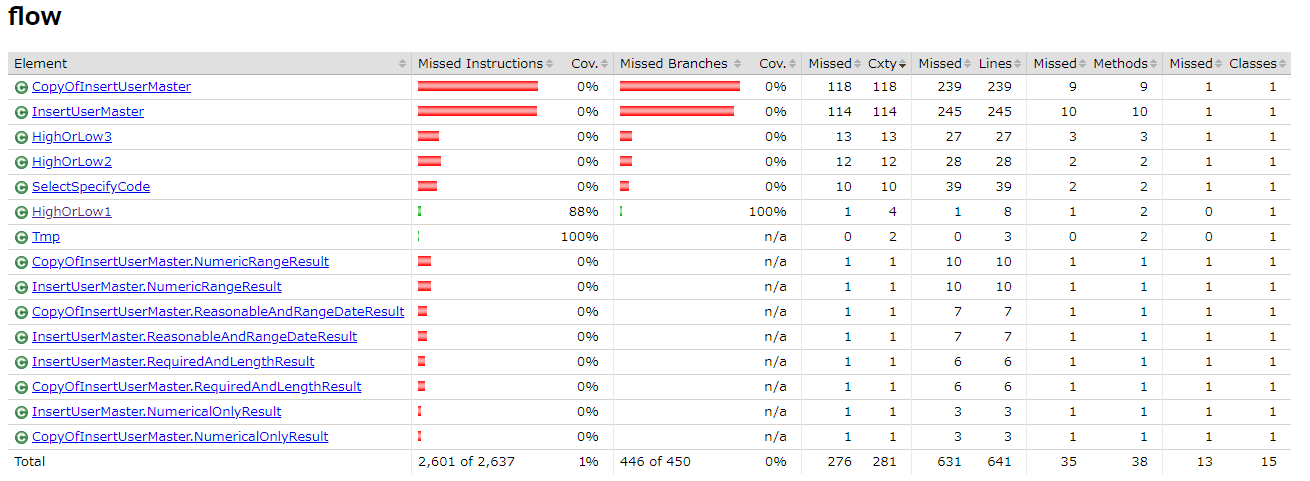 flow
Element Missed Instructions Cov. Missed Branches Cov. Missed Cxty Missed Lines Missed Methods Missed Classes
C CopyOfInsertUserMaster 0% 0% 118 118 239 239 9 9 1 1
C InsertUserMaster 0% 0% 114 114 245 245 10 10 1 1
C HighOrLow3 0% 0% 13 13 27 27 3 3 1 1
C HighOrLow2 0% 0% 12 12 28 28 2 2 1 1
C SelectSpecifyCode 0% 0% 10 10 39 39 2 2 1 1
C HighOrLow1 88% 100% 1 4 1 8 1 2 0 1
C Tmp 100% n/a 0 2 0 3 0 2 0 1
C CopyOfInsertUserMaster.NumericRangeResult 0% n/a 1 1 10 10 1 1 1 1
C InsertUserMaster.NumericRangeResult 0% n/a 1 1 10 10 1 1 1 1
C CopyOfInsertUserMaster.ReasonableAndRangeDateResult 0% n/a 1 1 7 7 1 1 1 1
C InsertUserMaster.ReasonableAndRangeDateResult 0% n/a 1 1 7 7 1 1 1 1
C InsertUserMaster.RequiredAndLengthResult 0% n/a 1 1 6 6 1 1 1 1
C CopyOfInsertUserMaster.RequiredAndLengthResult 0% n/a 1 1 6 6 1 1 1 1
C InsertUserMaster.NumericalOnlyResult 0% n/a 1 1 3 3 1 1 1 1
C CopyOfInsertUserMaster.NumericalOnlyResult 0% n/a 1 1 3 3 1 1 1 1
Total 2,601 of 2,637 1% 446 of 450 0% 276 281 631 641 35 38 13 15